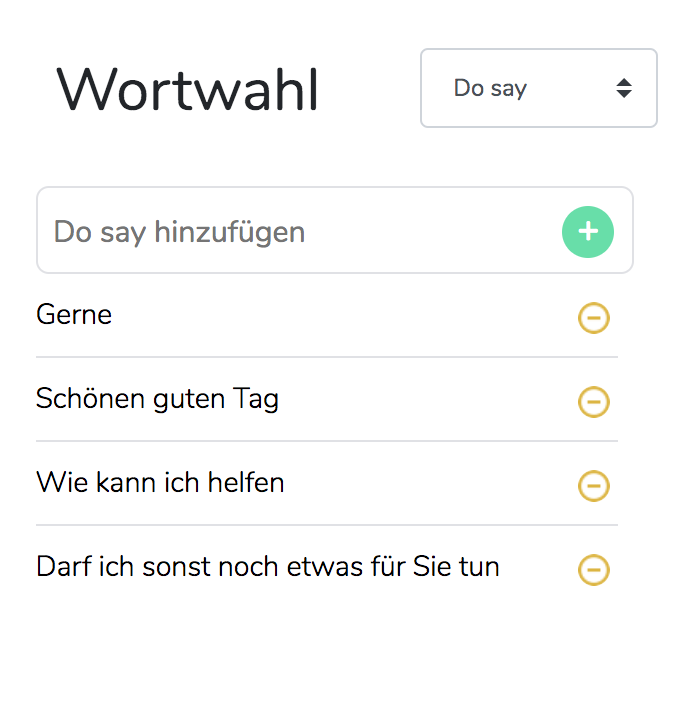 Wortwahl
Do say
Do say hinzufügen
Gerne
Schönen guten Tag
Wie kann ich helfen
Darf ich sonst noch etwas für Sie tun